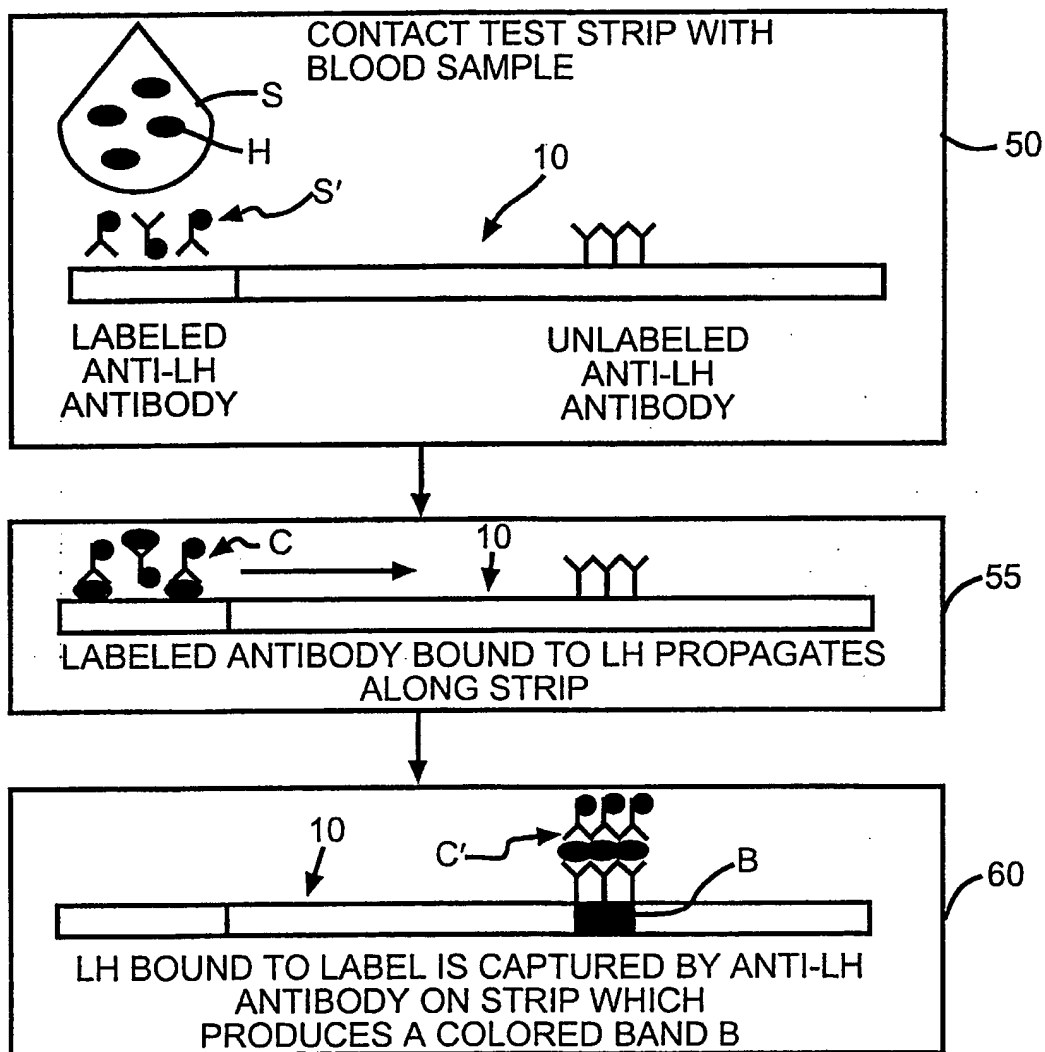 CONTACT TEST STRIP WITH
BLOOD SAMPLE
S
H
50
S'
10
LABELED
ANTI-LH
ANTIBODY
UNLABELED
ANTI-LH
ANTIBODY
C
10
55
LABELED ANTIBODY BOUND TO LH PROPAGATES
ALONG STRIP
10
C'
B
60
LH BOUND TO LABEL IS CAPTURED BY ANTI-LH
ANTIBODY ON STRIP WHICH
PRODUCES A COLORED BAND B